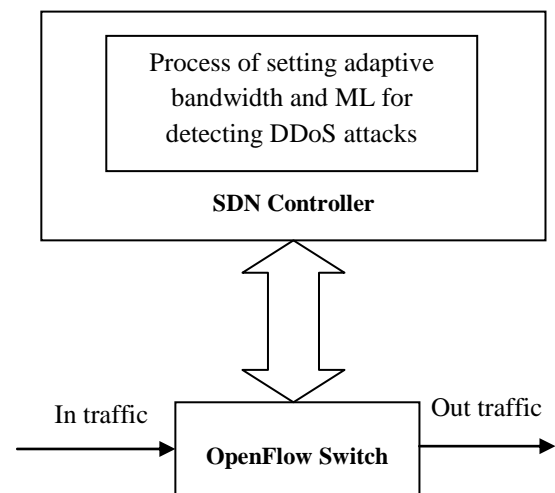 Process of setting adaptive
bandwidth and ML for
detecting DDoS attacks
SDN Controller
In traffic
Out traffic
OpenFlow Switch